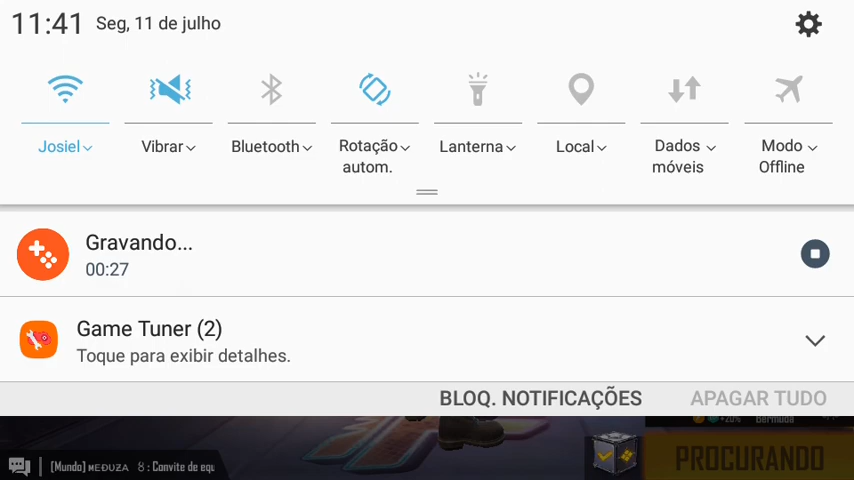 11:41 Seg, 11 de julho
Josiel Vibrar Bluetooth Rotação autom. Lanterna Local Dados móveis Modo Offline
Gravando...
00:27
Game Tuner (2)
Toque para exibir detalhes.
BLOQ. NOTIFICAÇÕES APAGAR TUDO
+20% Bermuda
[Mundo] MEDUZA 8 : Convite de equ
PROCURANDO